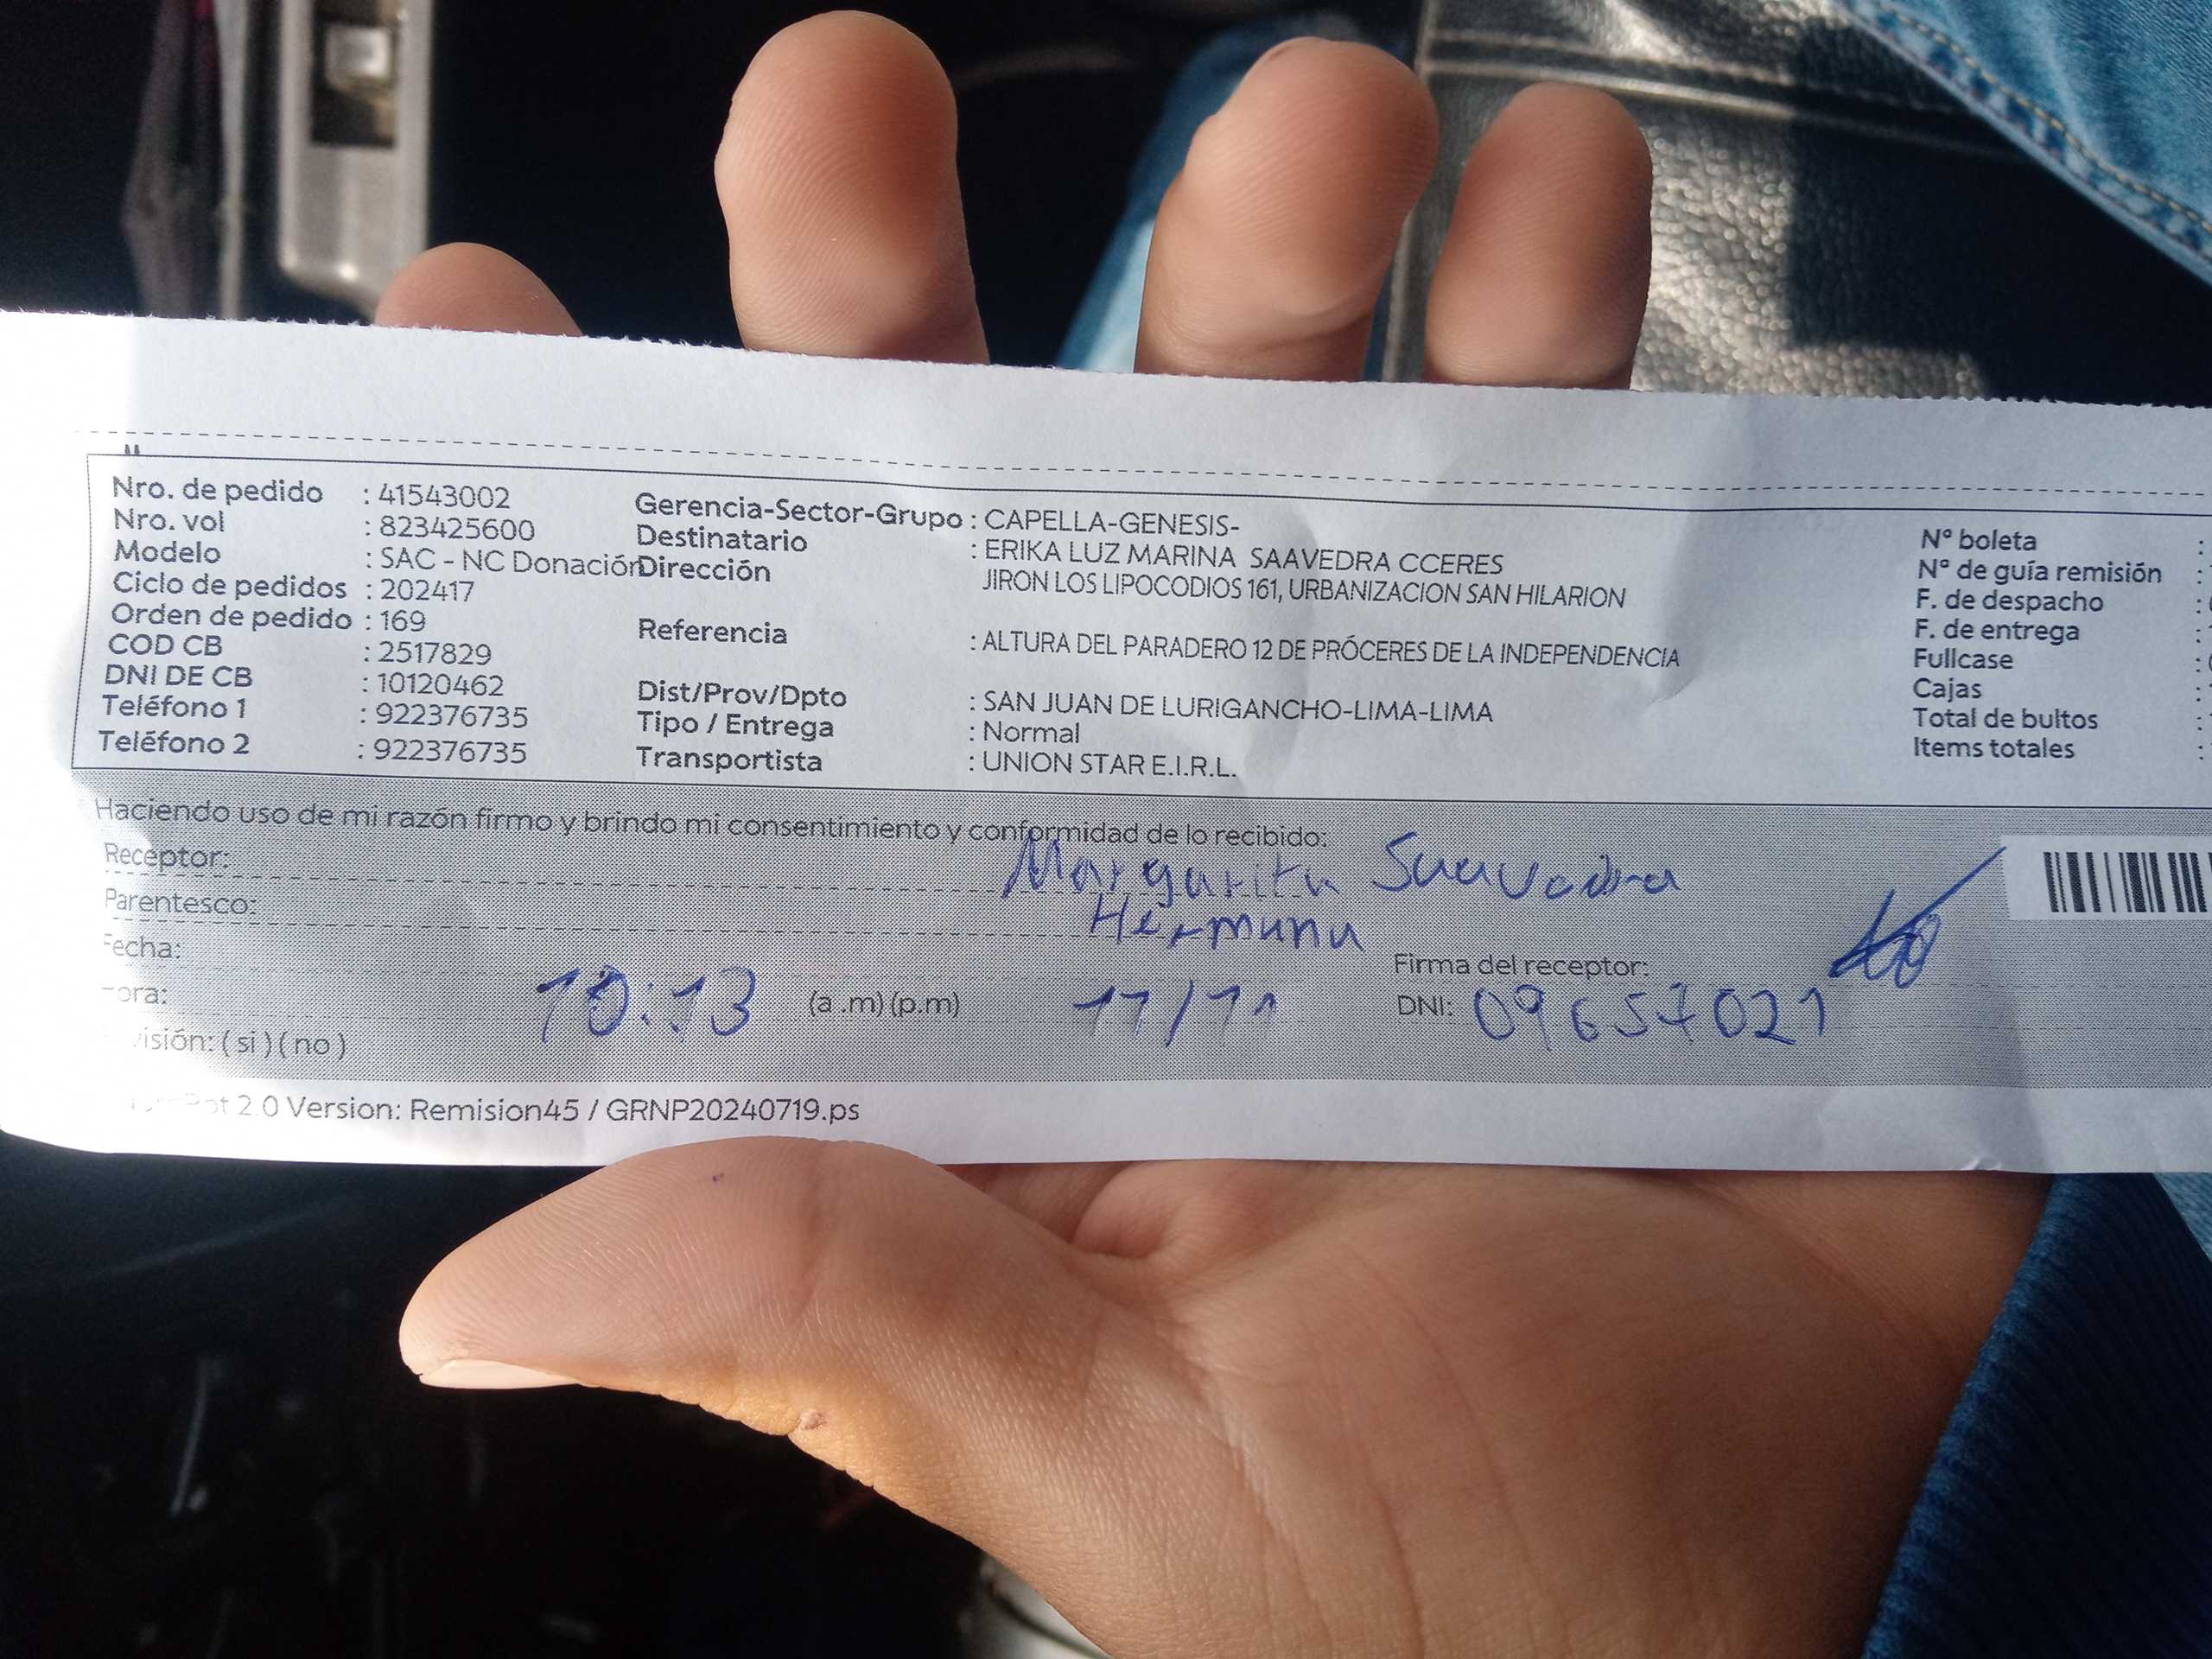 Nro. de pedido : 41543002
Nro. vol : 823425600
Modelo : SAC - NC Donación
Ciclo de pedidos : 202417
Orden de pedido : 169
COD CB : 2517829
DNI DE CB : 10120462
Teléfono 1 : 922376735
Teléfono 2 : 922376735
Gerencia-Sector-Grupo : CAPELLA-GENESIS-
Destinatario : ERIKA LUZ MARINA SAAVEDRA CCERES
Dirección JIRON LOS LIPOCODIOS 161, URBANIZACION SAN HILARION
Referencia : ALTURA DEL PARADERO 12 DE PRÓCERES DE LA INDEPENDENCIA
Dist/Prov/Dpto : SAN JUAN DE LURIGANCHO-LIMA-LIMA
Tipo / Entrega : Normal
Transportista : UNION STAR E.I.R.L.
N° boleta :
N° de guía remisión :
F. de despacho :
F. de entrega :
Fullcase :
Cajas :
Total de bultos :
Items totales :
Haciendo uso de mi razón firmo y brindo mi consentimiento y conformidad de lo recibido:
Receptor: Margarita Saavedra
Parentesco: Hermana
Fecha:
Firma del receptor:
ora: 10:13 (a .m) (p.m) 11/11 DNI: 09657021
isión: ( si ) ( no )
2.0 Version: Remision45 / GRNP20240719.ps